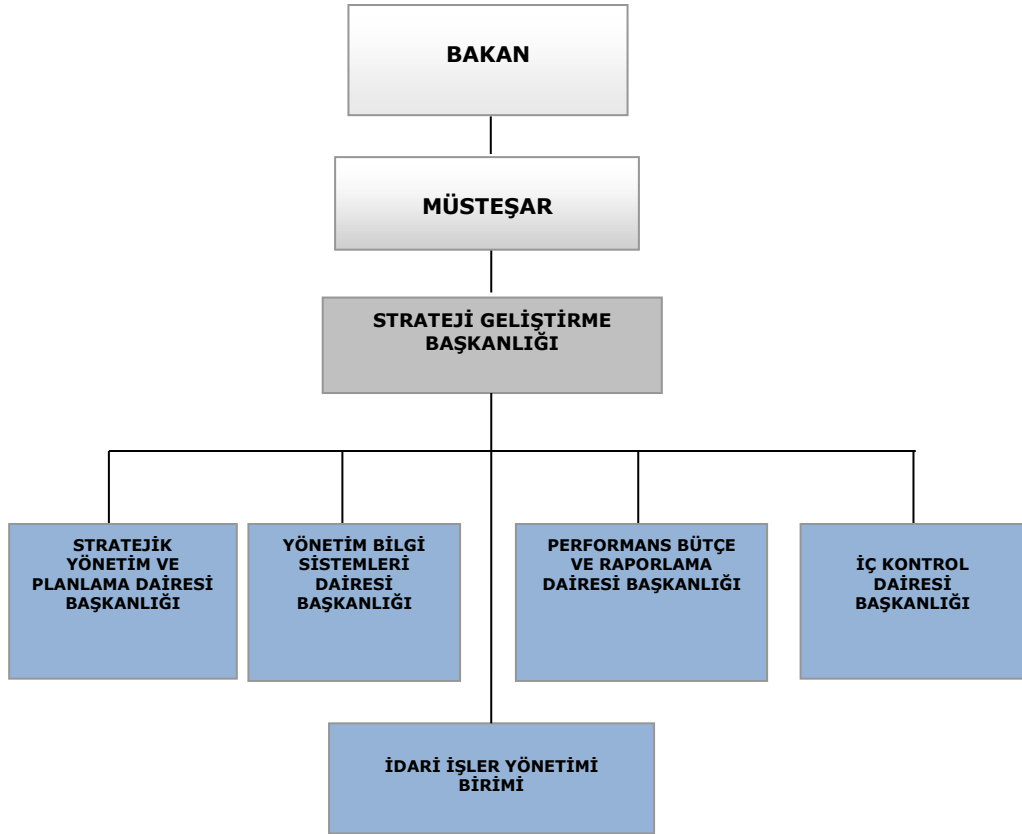 BAKAN
MÜSTEŞAR
STRATEJİ GELİŞTİRME
BAŞKANLIĞI
STRATEJİK
YÖNETİM VE
PLANLAMA DAİRESİ
BAŞKANLIĞI
YÖNETİM BİLGİ
SİSTEMLERİ
DAİRESİ
BAŞKANLIĞI
PERFORMANS BÜTÇE
VE RAPORLAMA
DAİRESİ BAŞKANLIĞI
İÇ KONTROL
DAİRESİ
BAŞKANLIĞI
İDARİ İŞLER YÖNETİMİ
BİRİMİ